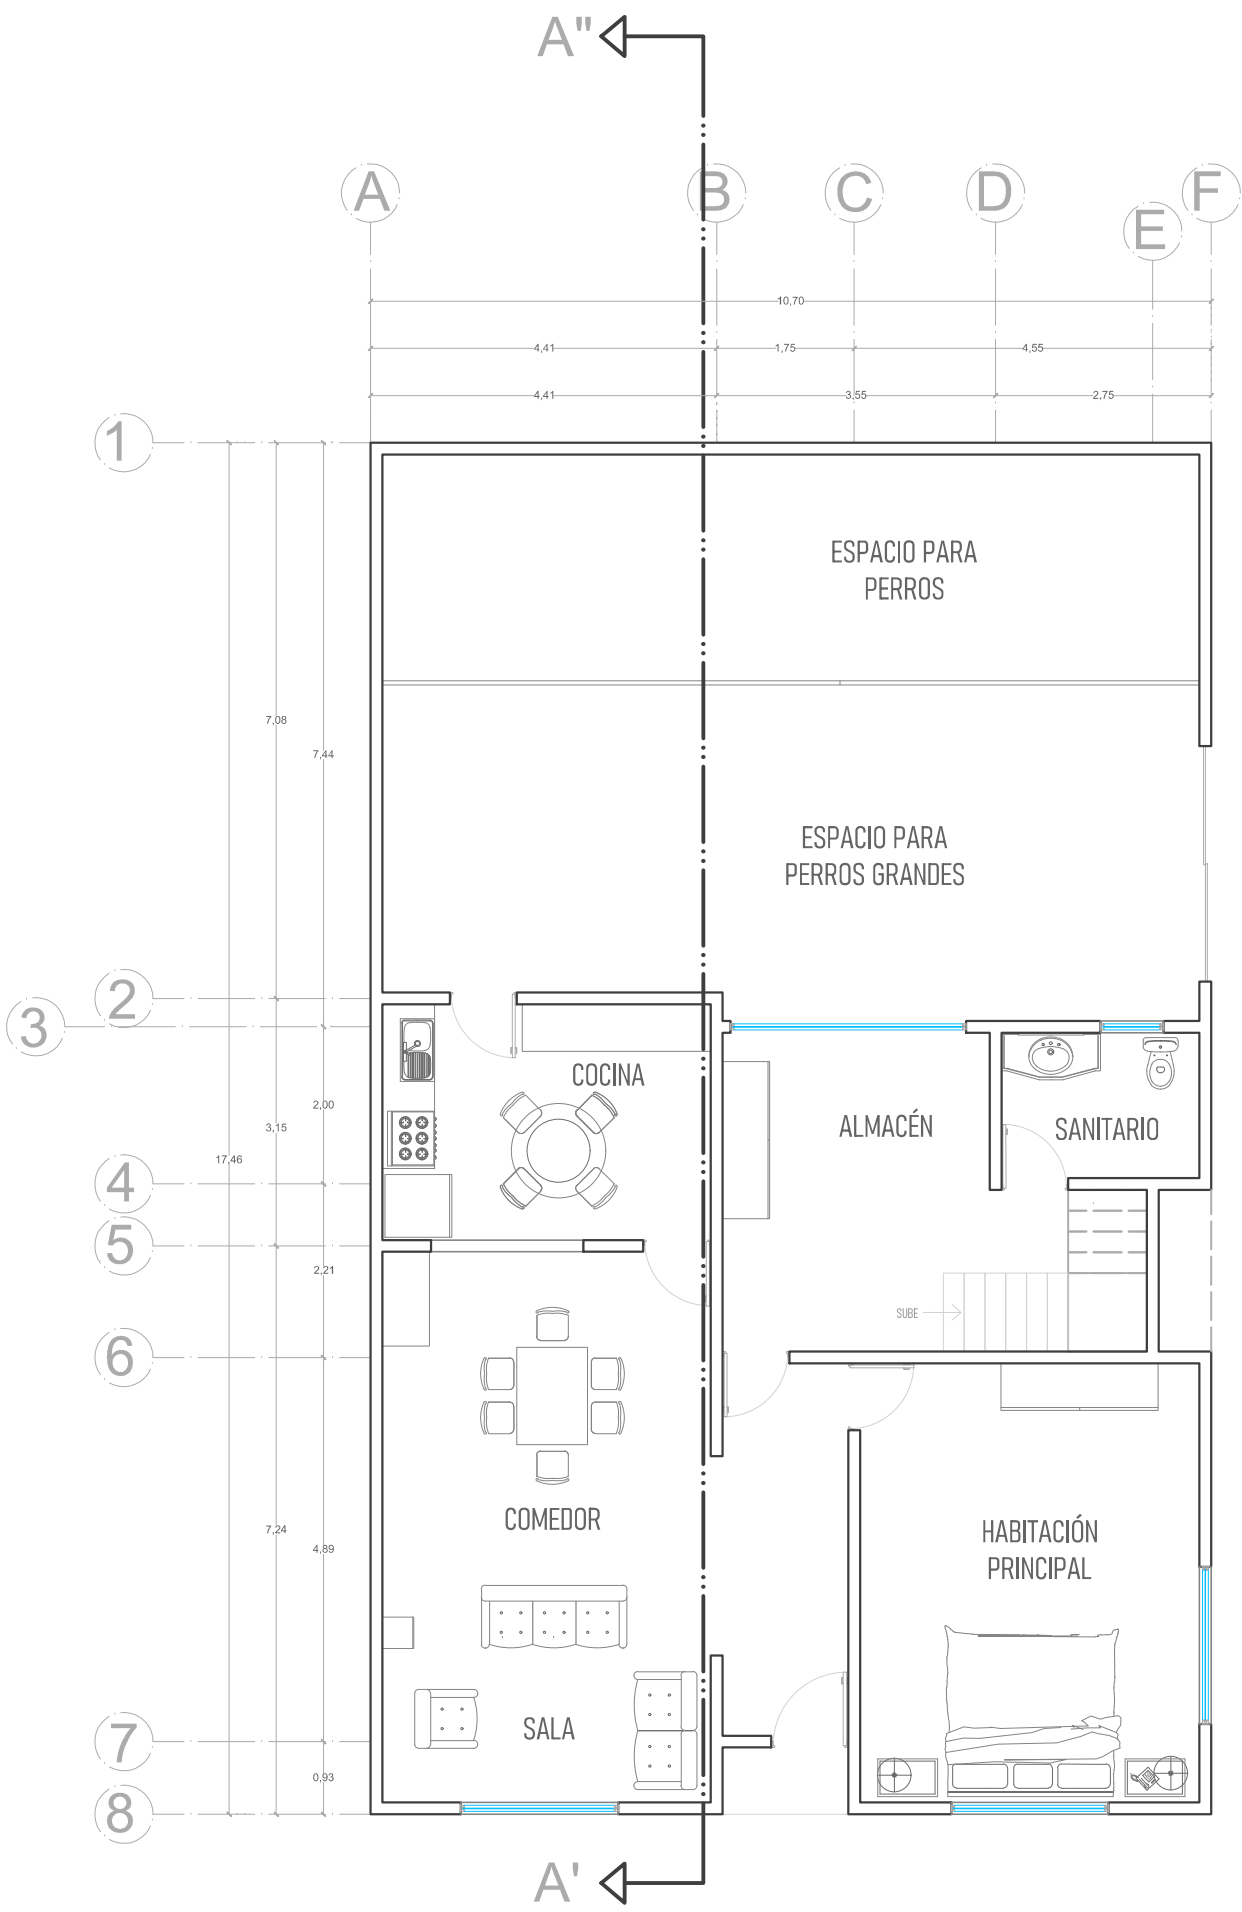 A"
A
B
C
D
E
F
10,70
4,41
1,75
4,55
4,41
3,55
2,75
1
ESPACIO PARA
PERROS
7,08
7,44
ESPACIO PARA
PERROS GRANDES
2
3
COCINA
2,00
3,15
ALMACÉN
SANITARIO
17,46
4
5
2,21
SUBE
6
COMEDOR
7,24
4,89
HABITACIÓN
PRINCIPAL
SALA
7
0,93
8
A'